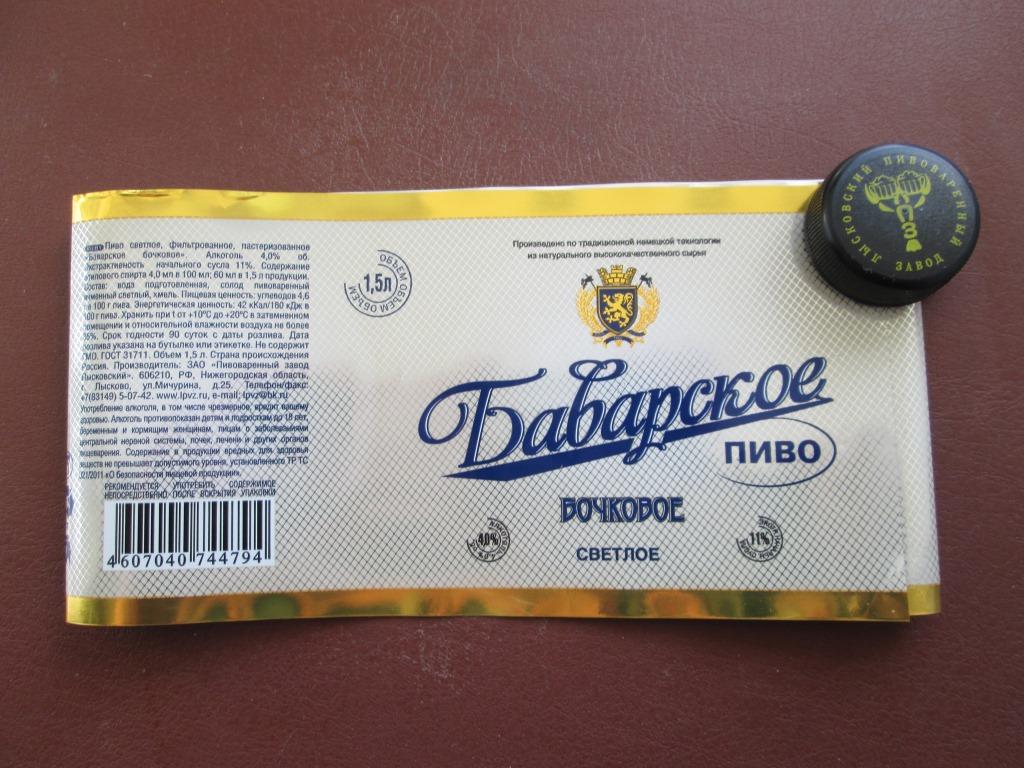 Пиво светлое, фильтрованное, пастеризованное
«Баварское бочковое». Алкоголь 4,0% об.
Экстрактивность начального сусла 11%. Содержание
этилового спирта 4,0 мл в 100 мл; 60 мл в 1,5 л продукции.
Состав: вода подготовленная, солод пивоваренный
ячменный светлый, хмель. Пищевая ценность: углеводов 4,6
г в 100 г пива. Энергетическая ценность: 42 кКал/180 кДж в
100 г пива. Хранить при t от +10°С до +20°С в затемненном
помещении и относительной влажности воздуха не более
85%. Срок годности 90 суток с даты розлива. Дата
розлива указана на бутылке или этикетке. Не содержит
ГМО. ГОСТ 31711. Объем 1,5 л. Страна происхождения
Россия. Производитель: ЗАО «Пивоваренный завод
Лысковский». 606210, РФ, Нижегородская область,
г. Лысково, ул.Мичурина, д.25. Телефон/факс:
+7(83149) 5-07-42. www.lpvz.ru, e-mail; lpvz@bk.ru
Употребление алкоголя, в том числе чрезмерное, вредит вашему
здоровью. Алкоголь противопоказан детям и подросткам до 18 лет,
беременным и кормящим женщинам, лицам с заболеваниями
центральной нервной системы, почек, печени и других органов
пищеварения. Содержание в продукции вредных для здоровья
веществ не превышает допустимого уровня, установленного ТР ТС
021/2011 «О безопасности пищевой продукции».
РЕКОМЕНДУЕТСЯ УПОТРЕБИТЬ СОДЕРЖИМОЕ
НЕПОСРЕДСТВЕННО ПОСЛЕ ВСКРЫТИЯ УПАКОВКИ
4607040744794
ОБЪЕМ ОБЪЕМ ОБЪЕМ
1,5л
Произведено по традиционной немецкой технологии
из натурального высококачественного сырья
Баварское
ПИВО
БОЧКОВОЕ
СВЕТЛОЕ
АЛКОГОЛЬ
4,0%
11%
ЛЫСКОВСКИЙ ПИВОВАРЕННЫЙ
ЗАВОД
ЛПЗ